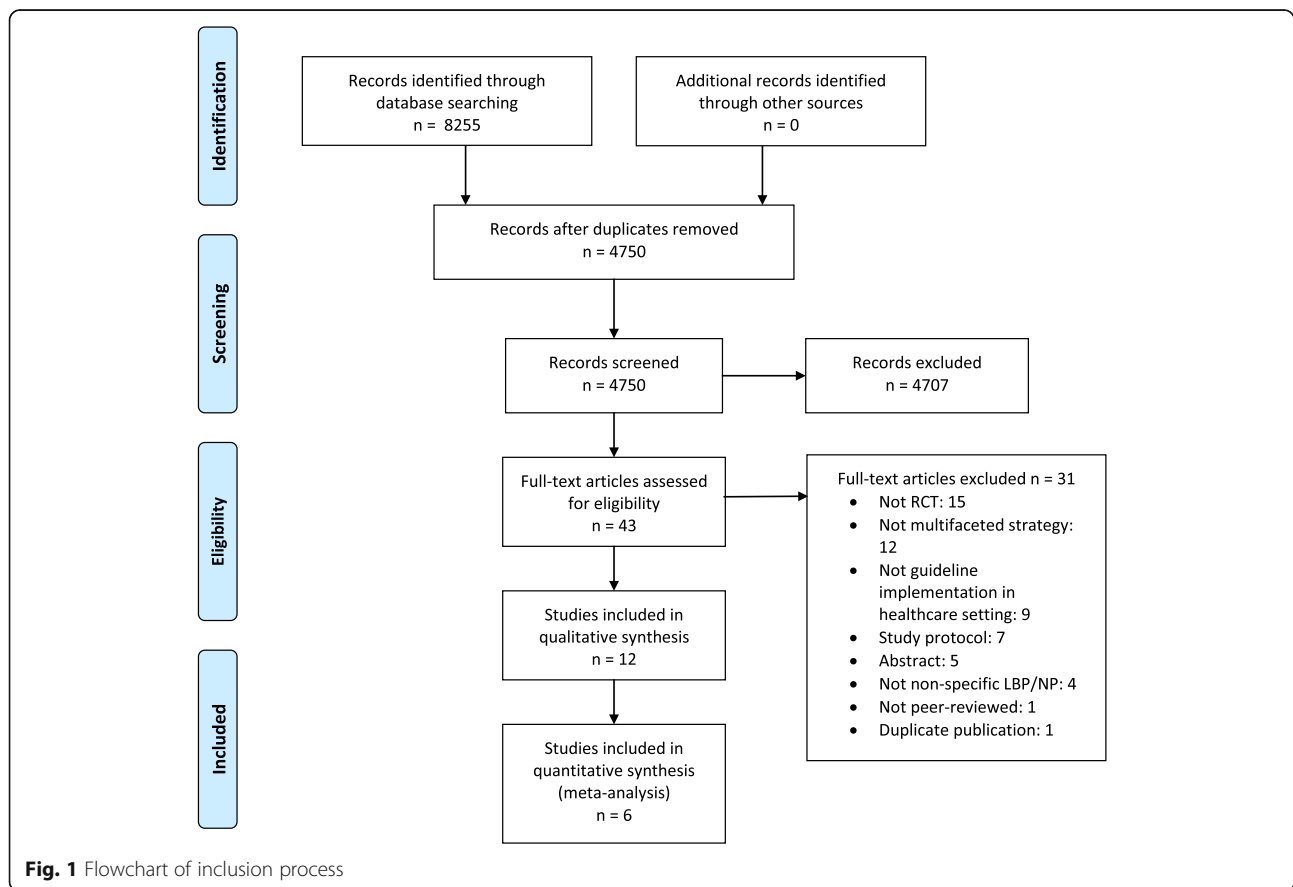 Identification
Records identified through
database searching
n = 8255
Additional records identified
through other sources
n = 0
Records after duplicates removed
n = 4750
Screening
Records screened
n = 4750
Records excluded
n = 4707
Eligibility
Full-text articles assessed
for eligibility
n = 43
Full-text articles excluded n = 31
• Not RCT: 15
• Not multifaceted strategy:
12
• Not guideline
implementation in
healthcare setting: 9
• Study protocol: 7
• Abstract: 5
• Not non-specific LBP/NP: 4
• Not peer-reviewed: 1
• Duplicate publication: 1
Studies included in
qualitative synthesis
n = 12
Included
Studies included in
quantitative synthesis
(meta-analysis)
n = 6
Fig. 1 Flowchart of inclusion process